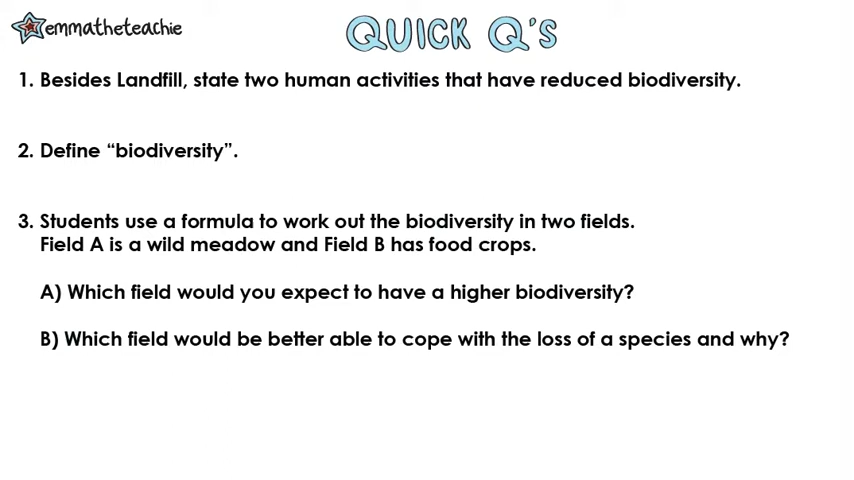 emmatheteachie
QUICK Q'S
1. Besides Landfill, state two human activities that have reduced biodiversity.
2. Define “biodiversity”.
3. Students use a formula to work out the biodiversity in two fields.
Field A is a wild meadow and Field B has food crops.
A) Which field would you expect to have a higher biodiversity?
B) Which field would be better able to cope with the loss of a species and why?